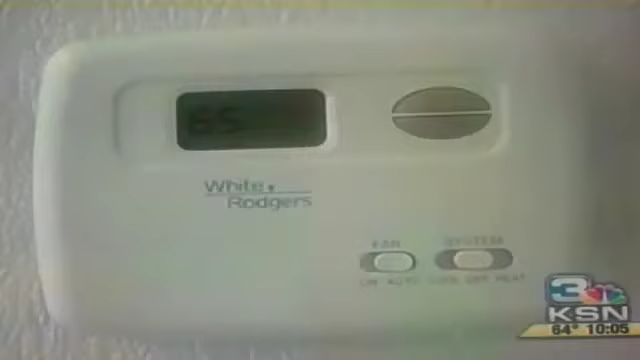 85
White
Rodgers
FAN
SYSTEM
ON AUTO
COOL OFF HEAT
3
KSN
64° 10:05